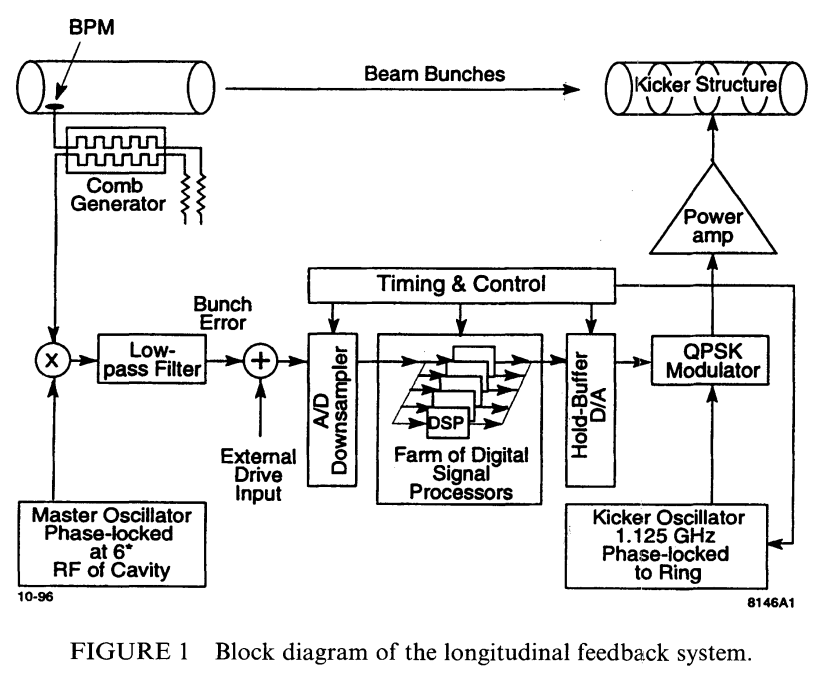 BPM
Beam Bunches
Kicker Structure
Comb
Generator
Power
amp
Timing & Control
Bunch
Error
X
Low-
pass Filter
+
A/D
Downsampler
DSP
Farm of Digital
Signal
Processors
Hold-Buffer
D/A
QPSK
Modulator
External
Drive
Input
Master Oscillator
Phase-locked
at 6*
RF of Cavity
Kicker Oscillator
1.125 GHz
Phase-locked
to Ring
10-96
8146A1
FIGURE 1 Block diagram of the longitudinal feedback system.